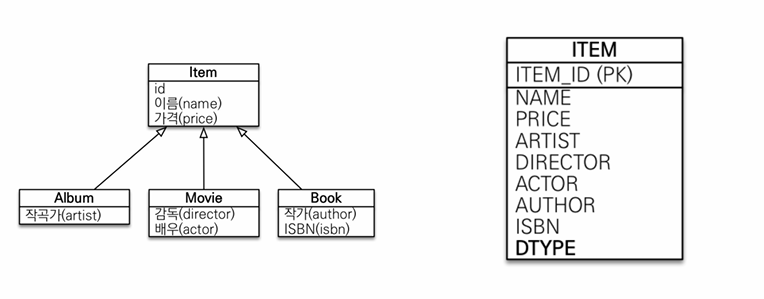 Item
id
이름(name)
가격(price)
Album
작곡가(artist)
Movie
감독(director)
배우(actor)
Book
작가(author)
ISBN(isbn)
ITEM
ITEM_ID (PK)
NAME
PRICE
ARTIST
DIRECTOR
ACTOR
AUTHOR
ISBN
DTYPE